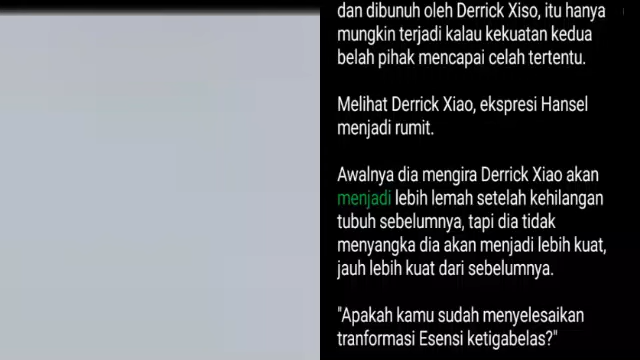 dan dibunuh oleh Derrick Xiso, itu hanya
mungkin terjadi kalau kekuatan kedua
belah pihak mencapai celah tertentu.
Melihat Derrick Xiao, ekspresi Hansel
menjadi rumit.
Awalnya dia mengira Derrick Xiao akan
menjadi lebih lemah setelah kehilangan
tubuh sebelumnya, tapi dia tidak
menyangka dia akan menjadi lebih kuat,
jauh lebih kuat dari sebelumnya.
"Apakah kamu sudah menyelesaikan
tranformasi Esensi ketigabelas?"